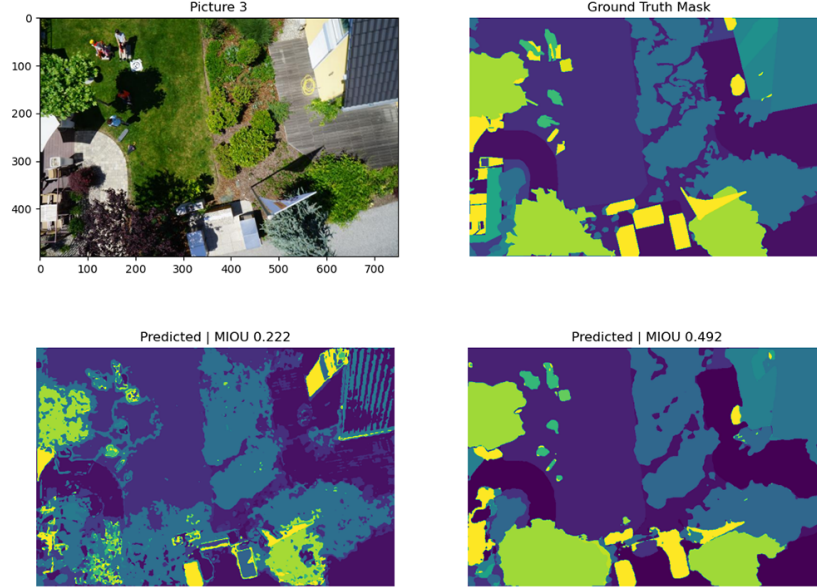 Picture 3
Ground Truth Mask
0
100
200
300
400
0 100 200 300 400 500 600 700
Predicted | MIOU 0.222
Predicted | MIOU 0.492